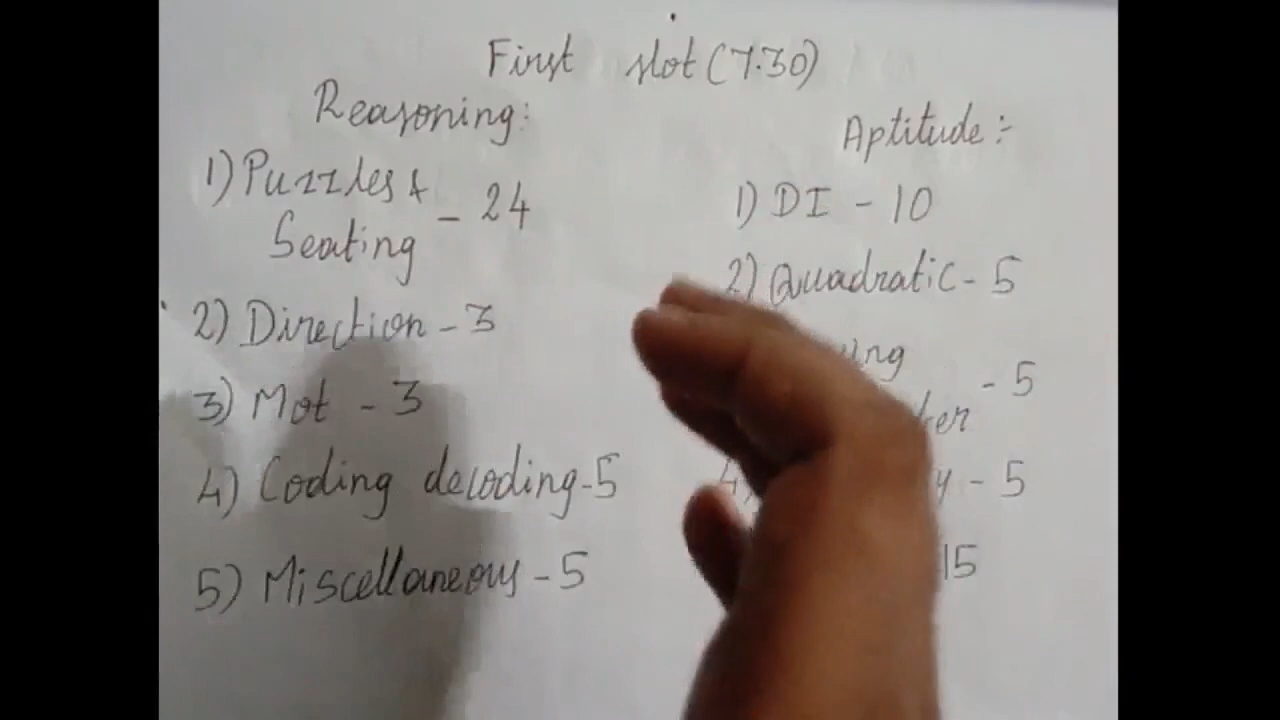 First slot (7.30)
Reasoning:
1) Puzzles &
Seating - 24
2) Direction - 3
3) Mot - 3
4) Coding decoding - 5
5) Miscellaneous - 5
Aptitude :-
1) DI - 10
2) Quadratic - 5
- 5
- 5
15